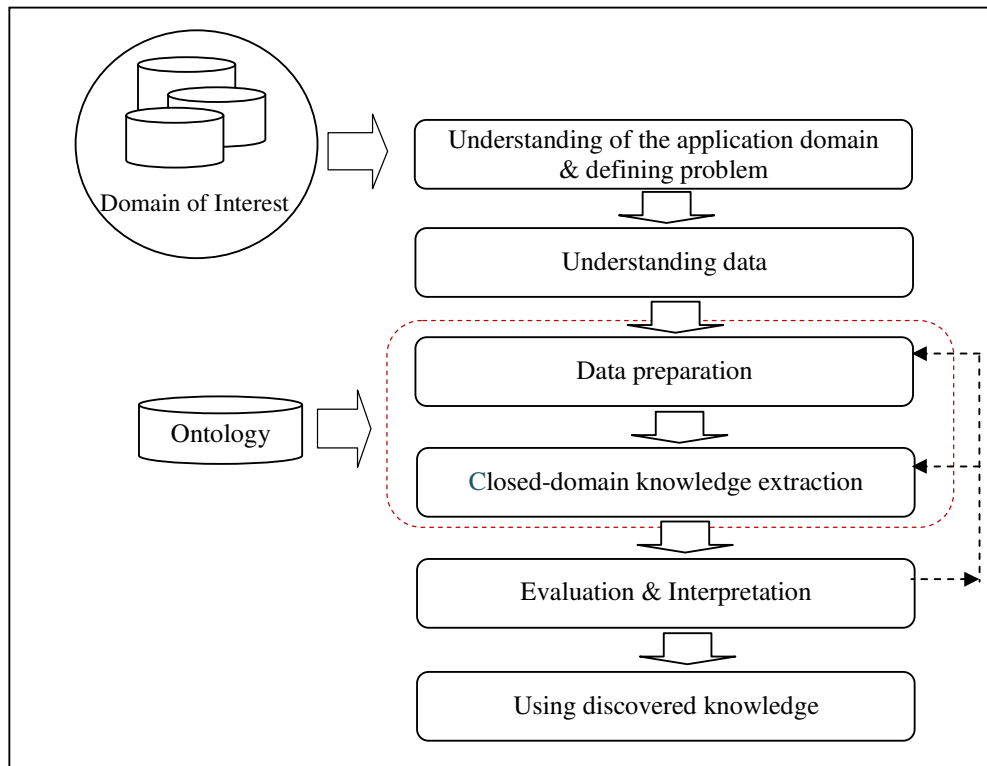 Understanding of the application domain
& defining problem
Domain of Interest
Understanding data
Data preparation
Ontology
Closed-domain knowledge extraction
Evaluation & Interpretation
Using discovered knowledge